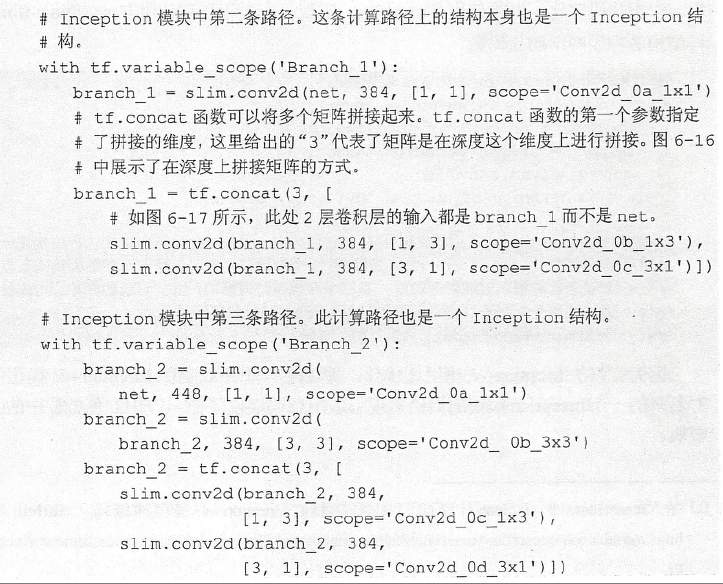 # Inception 模块中第二条路径。这条计算路径上的结构本身也是一个 Inception 结
# 构。
with tf.variable_scope('Branch_1'):
branch_1 = slim.conv2d(net, 384, [1, 1], scope='Conv2d_0a_1x1')
# tf.concat 函数可以将多个矩阵拼接起来。tf.concat 函数的第一个参数指定
# 了拼接的维度，这里给出的“3”代表了矩阵是在深度这个维度上进行拼接。图 6-16
# 中展示了在深度上拼接矩阵的方式。
branch_1 = tf.concat(3, [
# 如图 6-17 所示，此处 2 层卷积层的输入都是 branch_1 而不是 net。
slim.conv2d(branch_1, 384, [1, 3], scope='Conv2d_0b_1x3'),
slim.conv2d(branch_1, 384, [3, 1], scope='Conv2d_0c_3x1')])
# Inception 模块中第三条路径。此计算路径也是一个 Inception 结构。
with tf.variable_scope('Branch_2'):
branch_2 = slim.conv2d(
net, 448, [1, 1], scope='Conv2d_0a_1x1')
branch_2 = slim.conv2d(
branch_2, 384, [3, 3], scope='Conv2d_ 0b_3x3')
branch_2 = tf.concat(3, [
slim.conv2d(branch_2, 384,
[1, 3], scope='Conv2d_0c_1x3'),
slim.conv2d(branch_2, 384,
[3, 1], scope='Conv2d_0d_3x1')])